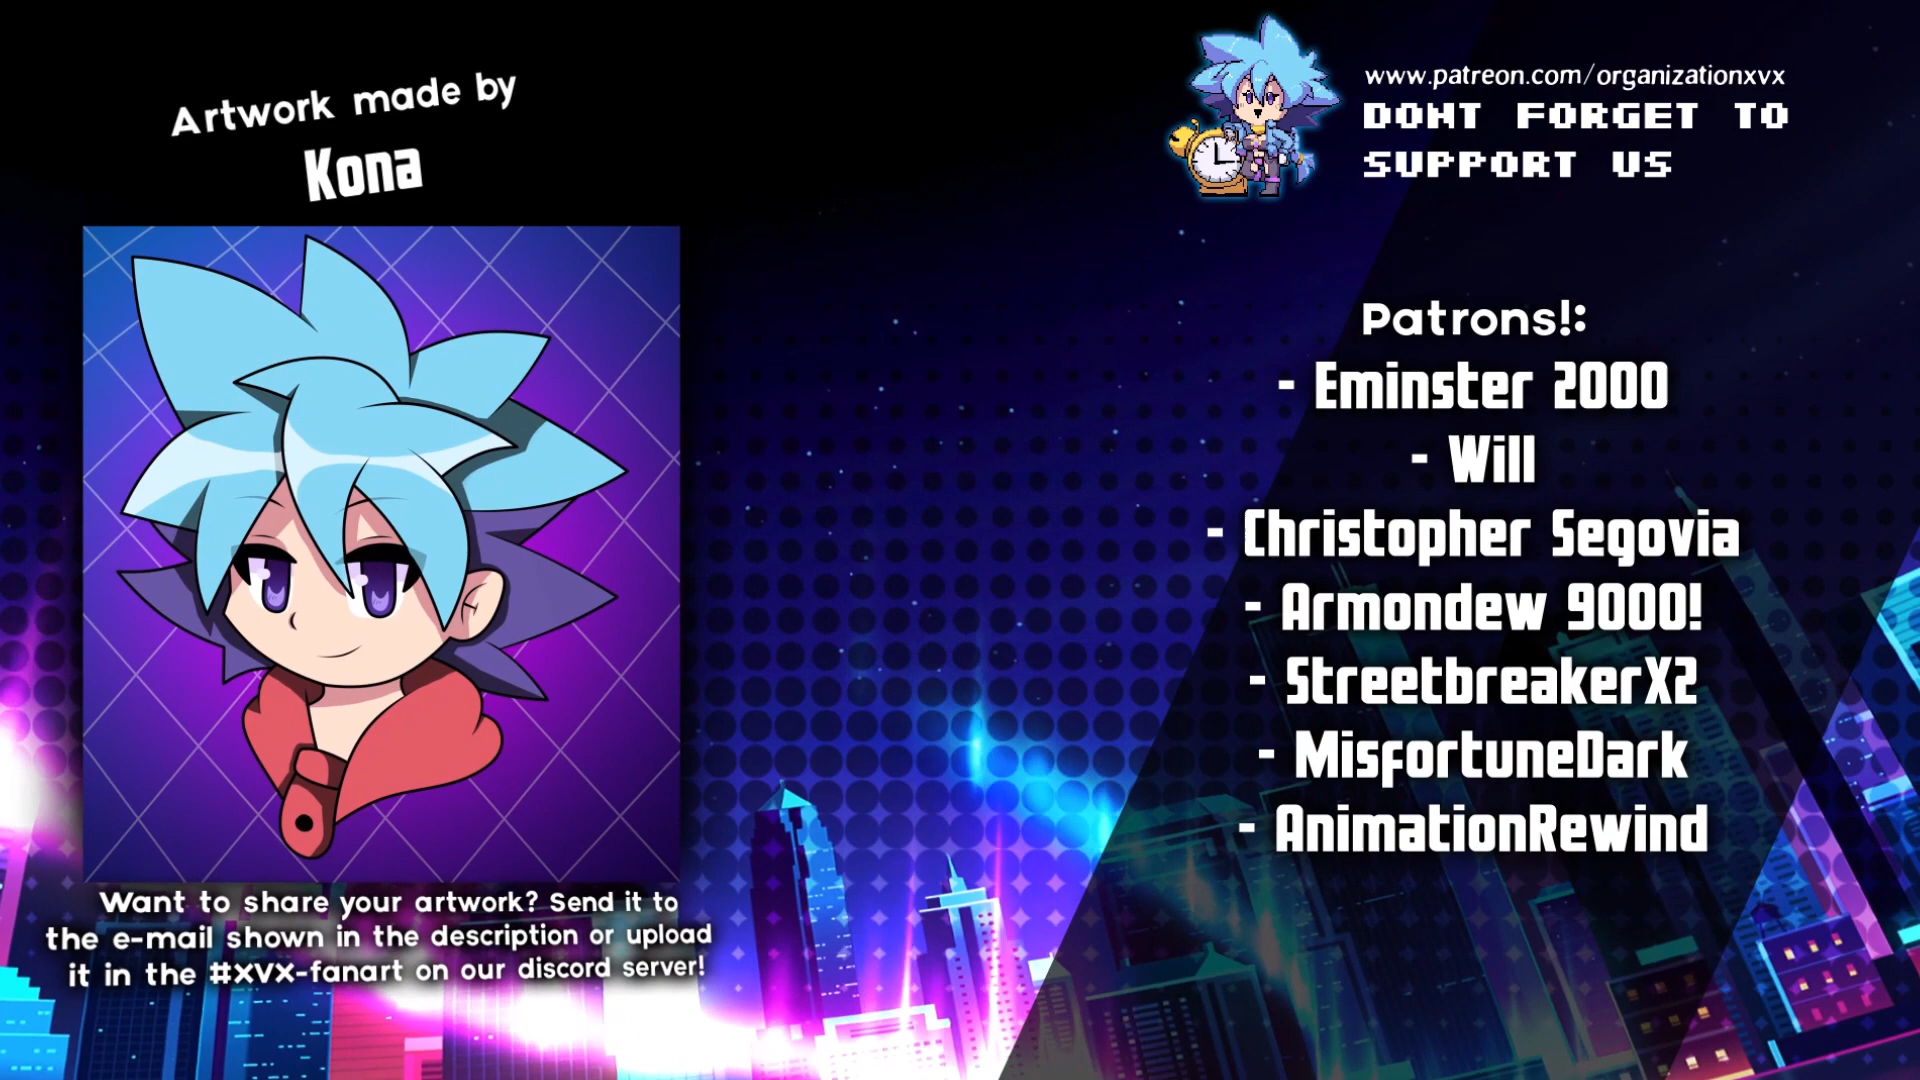 Artwork made by
Kona
Want to share your artwork? Send it to
the e-mail shown in the description or upload
it in the #XVX-fanart on our discord server!
www.patreon.com/organizationxvx
DONT FORGET TO
SUPPORT US
Patrons!:
- Eminster 2000
- Will
- Christopher Segovia
- Armondew 9000!
- StreetbreakerX2
- MisfortuneDark
- AnimationRewind